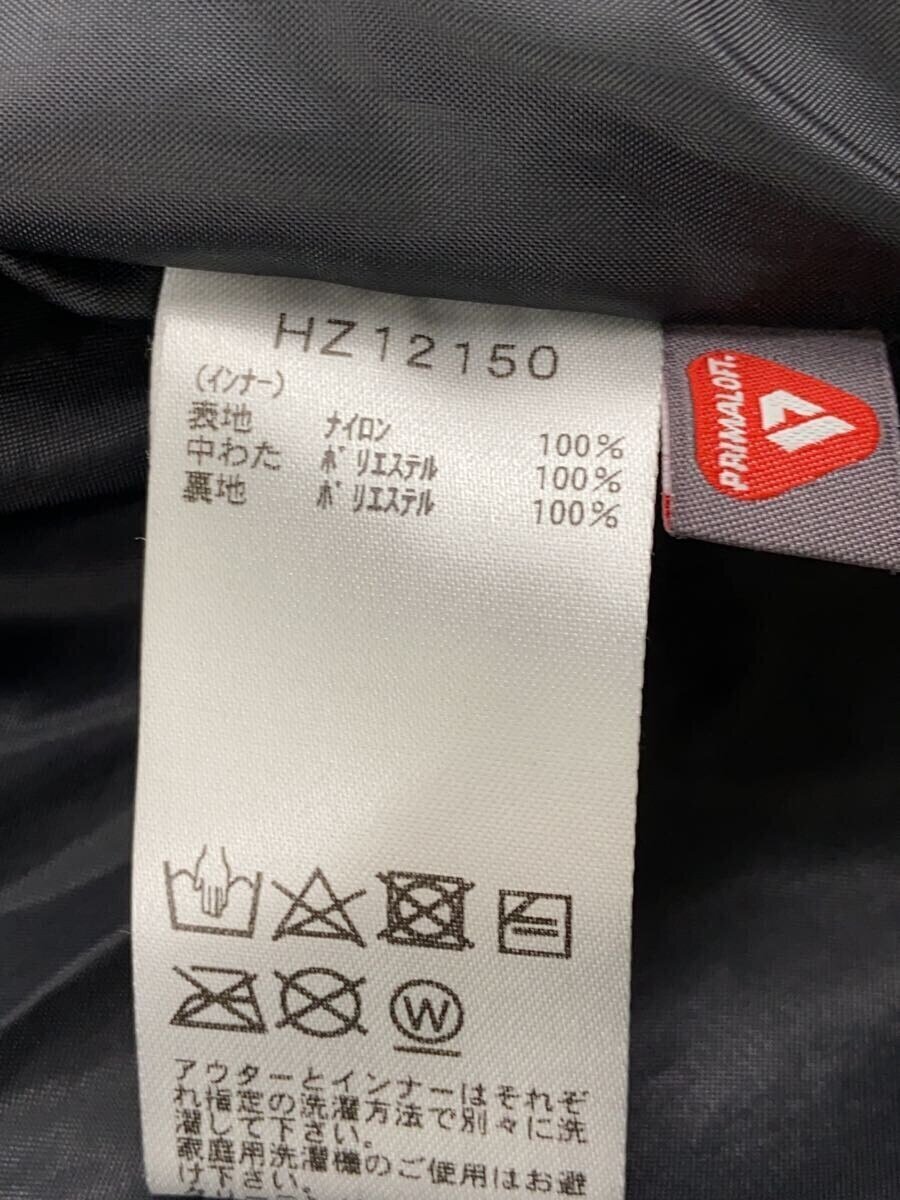 HZ12150
(インナー)
表地 ナイロン 100%
中わた ポリエステル 100%
裏地 ポリエステル 100%
PRIMALOFT
W
アウターとインナーはそれぞ
れ指定の洗濯方法で別々に洗
濯して下さい。
家庭用洗濯機のご使用はお避
け下さい。